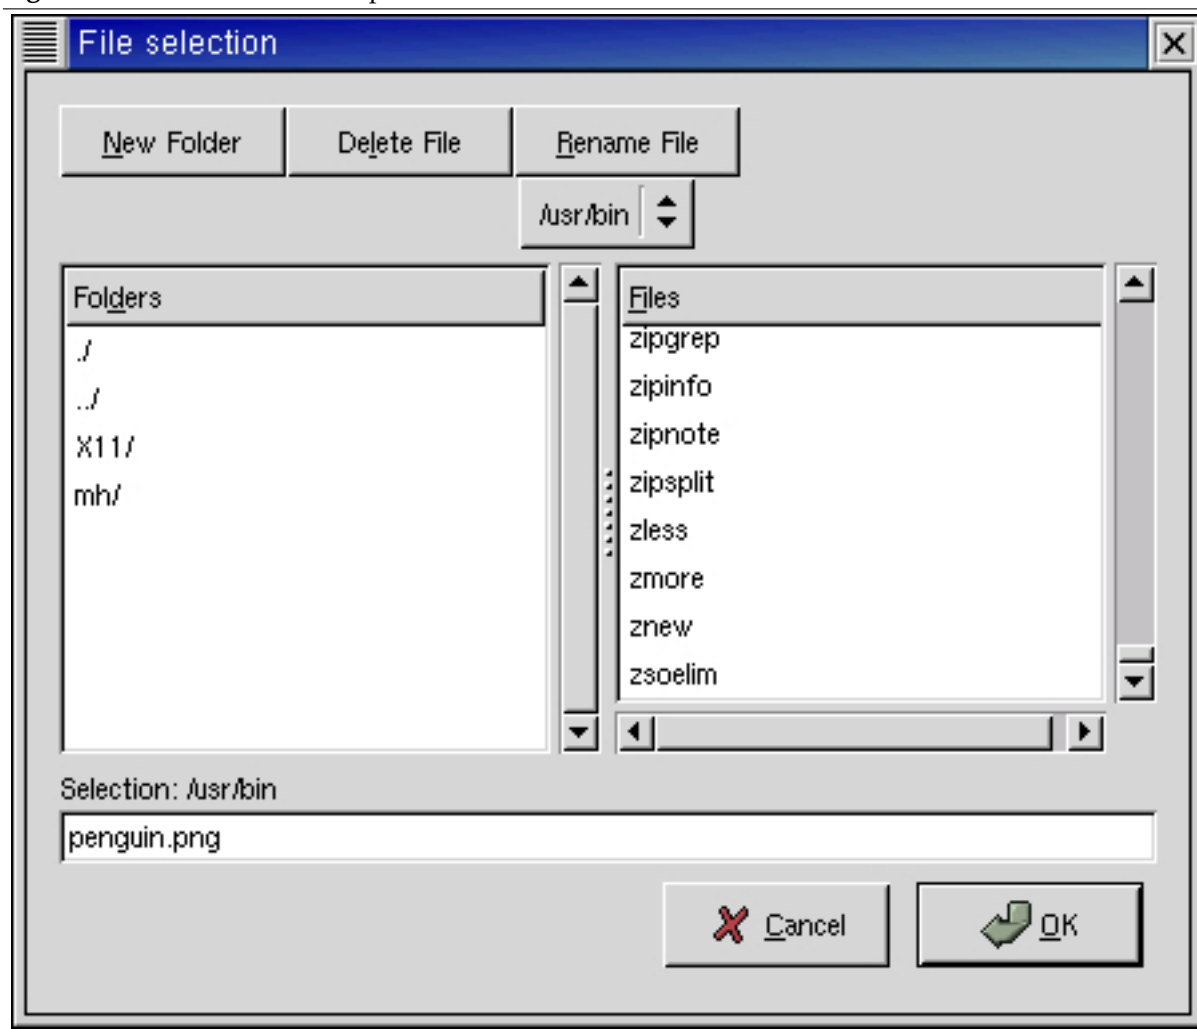 File selection
New Folder
Delete File
Rename File
/usr/bin
Folders
./
../
X11/
mh/
Files
zipgrep
zipinfo
zipnote
zipsplit
zless
zmore
znew
zsoelim
Selection: /usr/bin
penguin.png
Cancel
OK